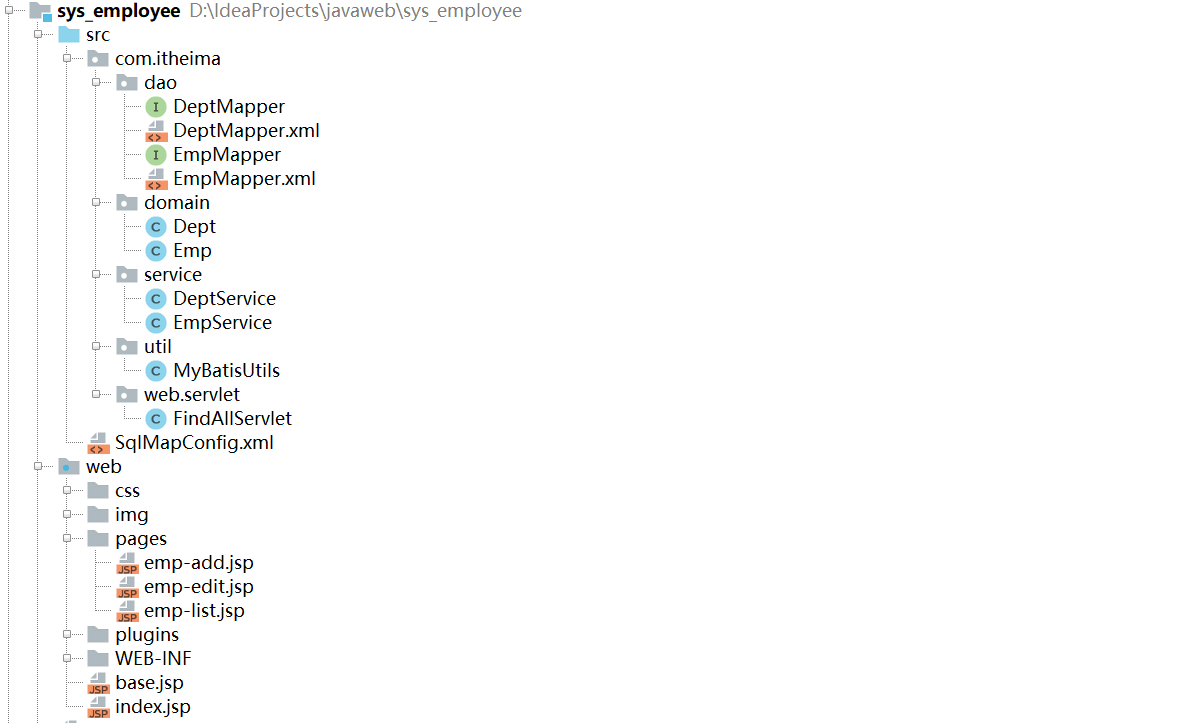 sys_employee D:\IdeaProjects\javaweb\sys_employee
src
com.itheima
dao
I DeptMapper
<> DeptMapper.xml
I EmpMapper
<> EmpMapper.xml
domain
C Dept
C Emp
service
C DeptService
C EmpService
util
C MyBatisUtils
web.servlet
C FindAllServlet
<> SqlMapConfig.xml
web
css
img
pages
JSP emp-add.jsp
JSP emp-edit.jsp
JSP emp-list.jsp
plugins
WEB-INF
JSP base.jsp
JSP index.jsp